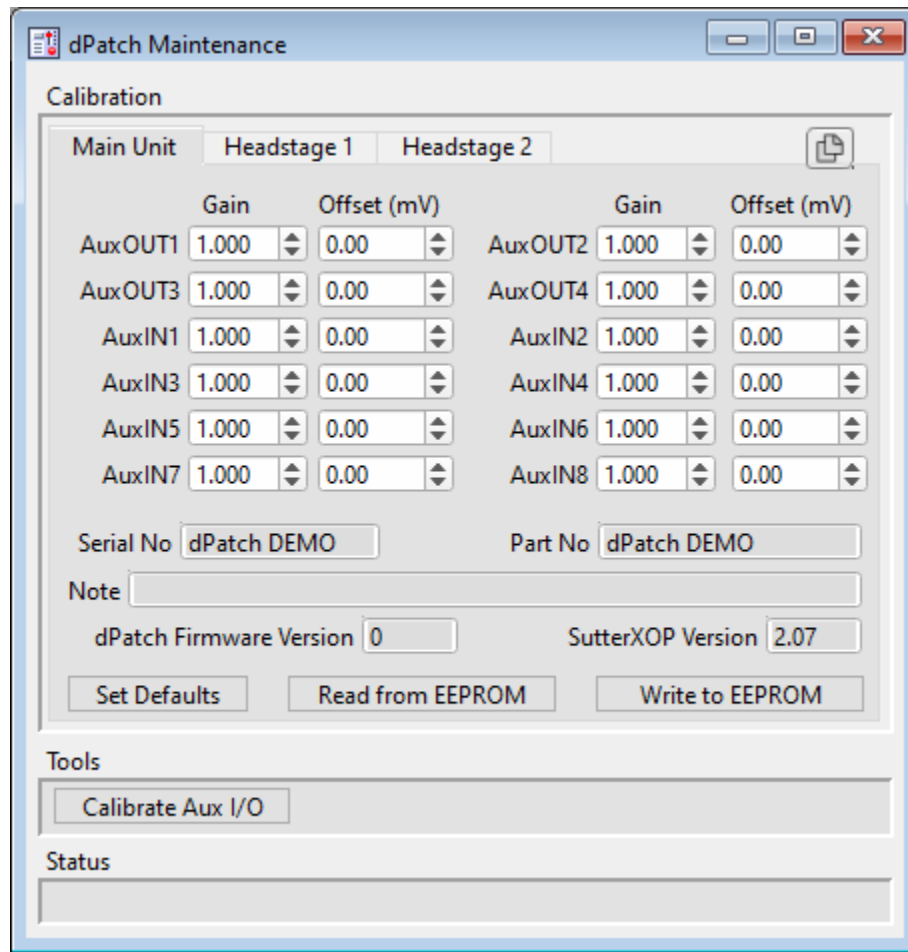 dPatch Maintenance
Calibration
Main Unit Headstage 1 Headstage 2
Gain Offset (mV) Gain Offset (mV)
AuxOUT1 1.000 0.00 AuxOUT2 1.000 0.00
AuxOUT3 1.000 0.00 AuxOUT4 1.000 0.00
AuxIN1 1.000 0.00 AuxIN2 1.000 0.00
AuxIN3 1.000 0.00 AuxIN4 1.000 0.00
AuxIN5 1.000 0.00 AuxIN6 1.000 0.00
AuxIN7 1.000 0.00 AuxIN8 1.000 0.00
Serial No dPatch DEMO Part No dPatch DEMO
Note
dPatch Firmware Version 0 SutterXOP Version 2.07
Set Defaults Read from EEPROM Write to EEPROM
Tools
Calibrate Aux I/O
Status